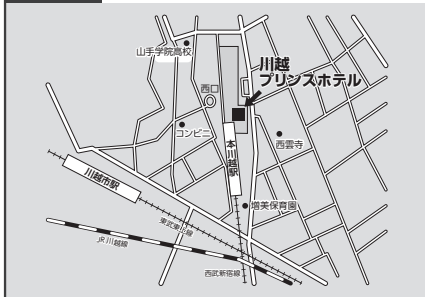 山手学院高校
川越
プリンスホテル
西口
コンビニ
西雲寺
本川越駅
川越市駅
増美保育園
東武東上線
JR川越線
西武新宿線